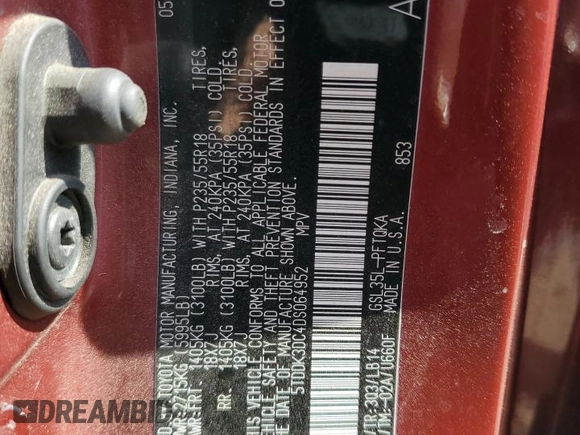 TOYOTA MOTOR MANUFACTURING, INDIANA, INC. 05
2715KG 5995LB
1405KG (3100LB) WITH P235/55R18 TIRES,
18X7J RIMS, AT 240KPA (35PSI) COLD
RR. 1405KG (3100LB) WITH P235/55R18 TIRES,
18X7J RIMS, AT 240KPA (35PSI) COLD
VEHICLE CONFORMS TO ALL APPLICABLE FEDERAL MOTOR
VEHICLE SAFETY AND THEFT PREVENTION STANDARDS IN EFFECT O
DATE OF MANUFACTURE SHOWN ABOVE.
5TDDK3DC4DS064952 MPV
853
303/LB14 GSL35L-PFTQKA
02A/U660F MADE IN U.S.A. A
DREAMBID